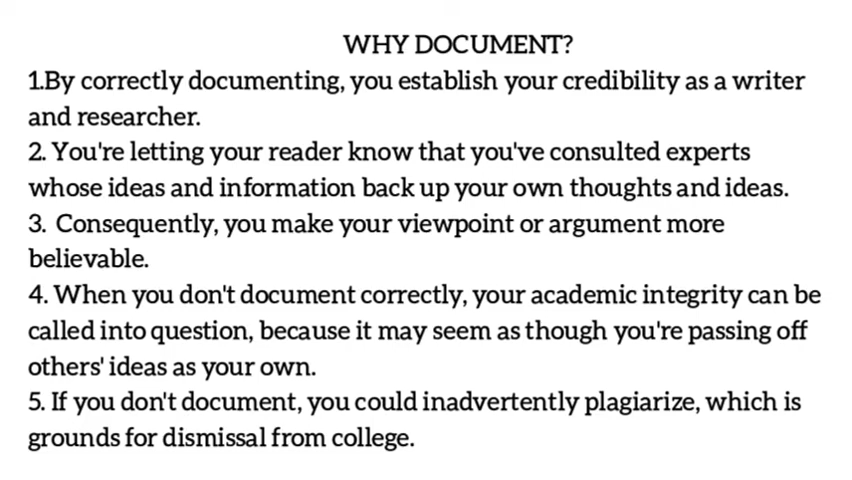 WHY DOCUMENT?
1.By correctly documenting, you establish your credibility as a writer
and researcher.
2. You're letting your reader know that you've consulted experts
whose ideas and information back up your own thoughts and ideas.
3. Consequently, you make your viewpoint or argument more
believable.
4. When you don't document correctly, your academic integrity can be
called into question, because it may seem as though you're passing off
others' ideas as your own.
5. If you don't document, you could inadvertently plagiarize, which is
grounds for dismissal from college.